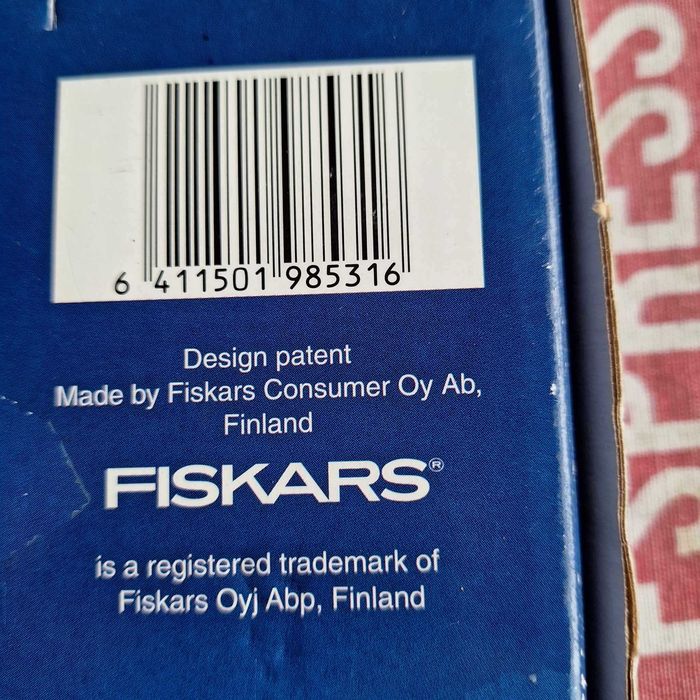 6 411501 985316
Design patent
Made by Fiskars Consumer Oy Ab,
Finland
FISKARS®
is a registered trademark of
Fiskars Oyj Abp, Finland